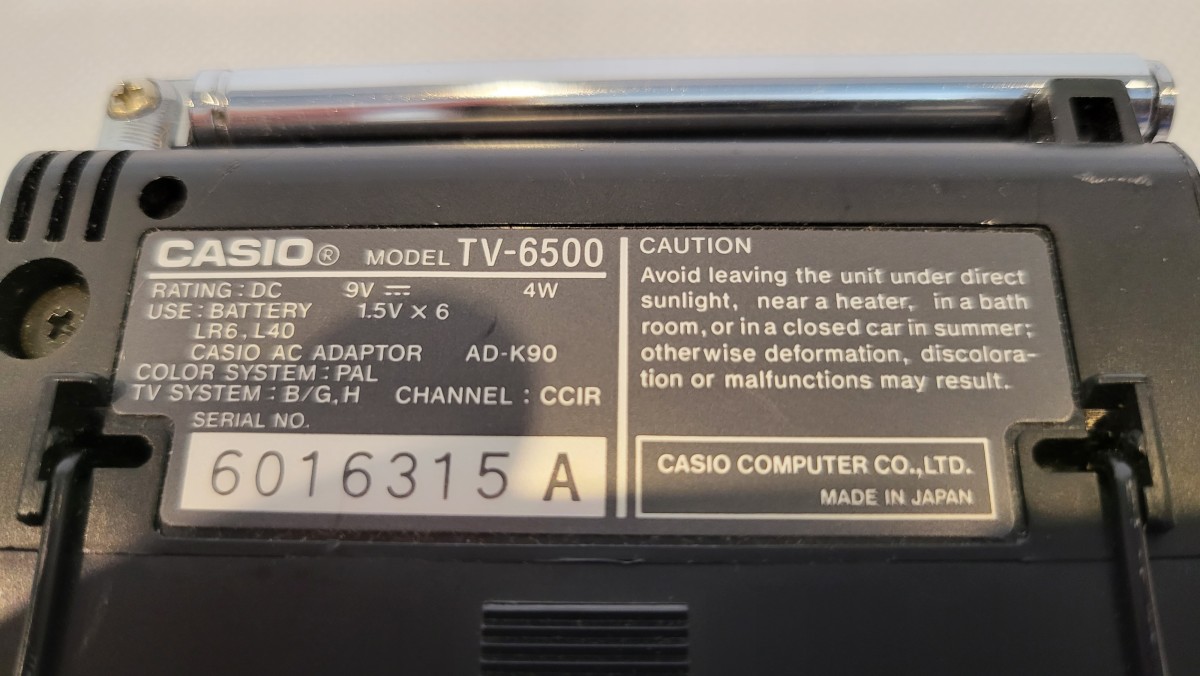 CASIO® MODEL TV-6500
RATING : DC 9V ⎓ 4W
USE : BATTERY 1.5V × 6
LR6, L40
CASIO AC ADAPTOR AD-K90
COLOR SYSTEM : PAL
TV SYSTEM : B/G, H CHANNEL : CCIR
SERIAL NO.
6016315 A
CAUTION
Avoid leaving the unit under direct
sunlight, near a heater, in a bath
room, or in a closed car in summer;
otherwise deformation, discolora-
tion or malfunctions may result.
CASIO COMPUTER CO.,LTD.
MADE IN JAPAN